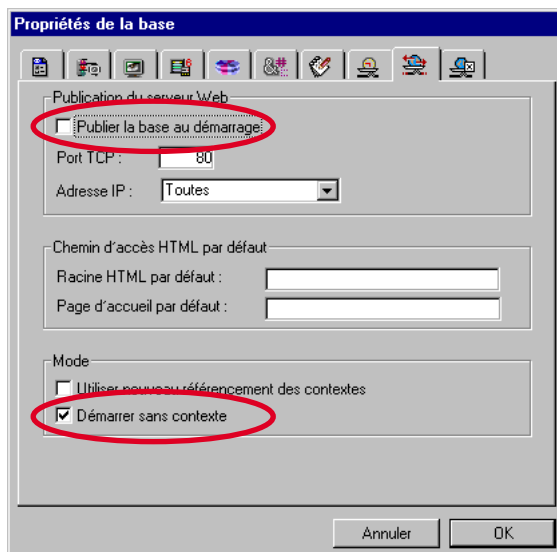 Propriétés de la base
Publication du serveur Web
Publier la base au démarrage
Port TCP : 80
Adresse IP : Toutes
Chemin d'accès HTML par défaut
Racine HTML par défaut :
Page d'accueil par défaut :
Mode
Utiliser nouveau référencement des contextes
Démarrer sans contexte
Annuler OK